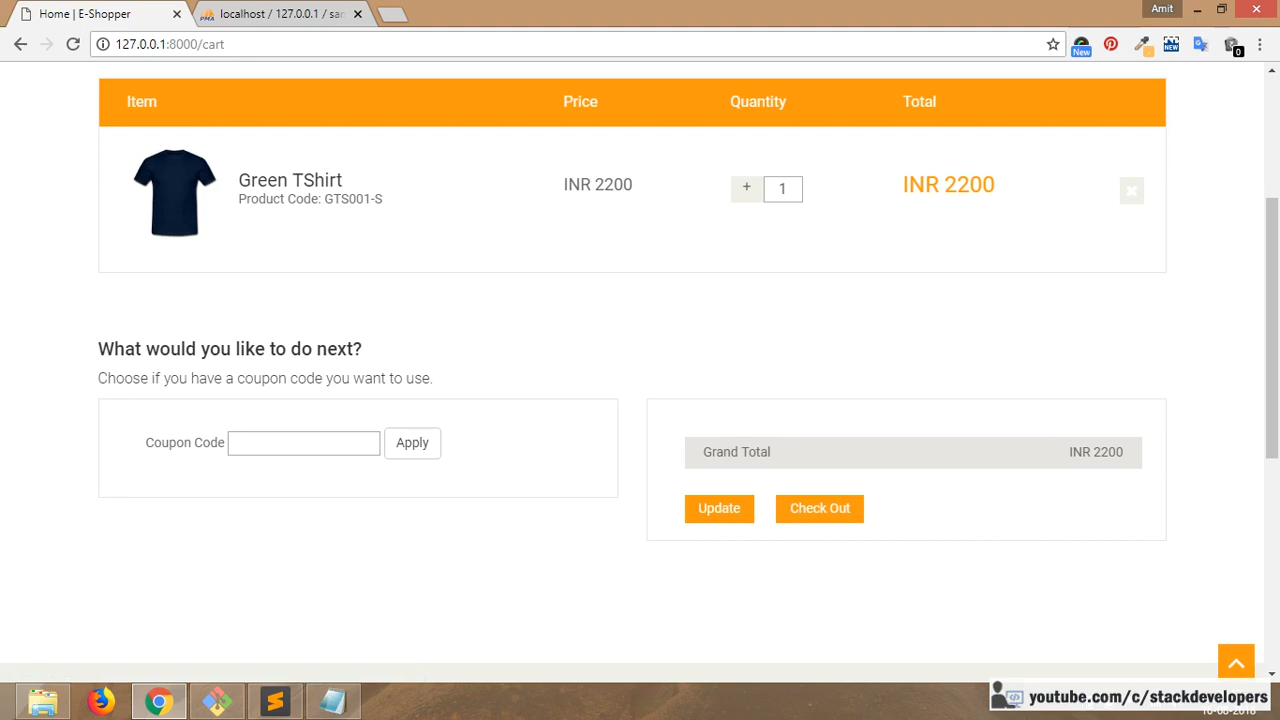 Home | E-Shopper
localhost / 127.0.0.1 / sa
Amit
127.0.0.1:8000/cart
New
NEW
0
Item Price Quantity Total
Green TShirt
Product Code: GTS001-S
INR 2200
+ 1
INR 2200
What would you like to do next?
Choose if you have a coupon code you want to use.
Coupon Code Apply
Grand Total INR 2200
Update Check Out
youtube.com/c/stackdevelopers